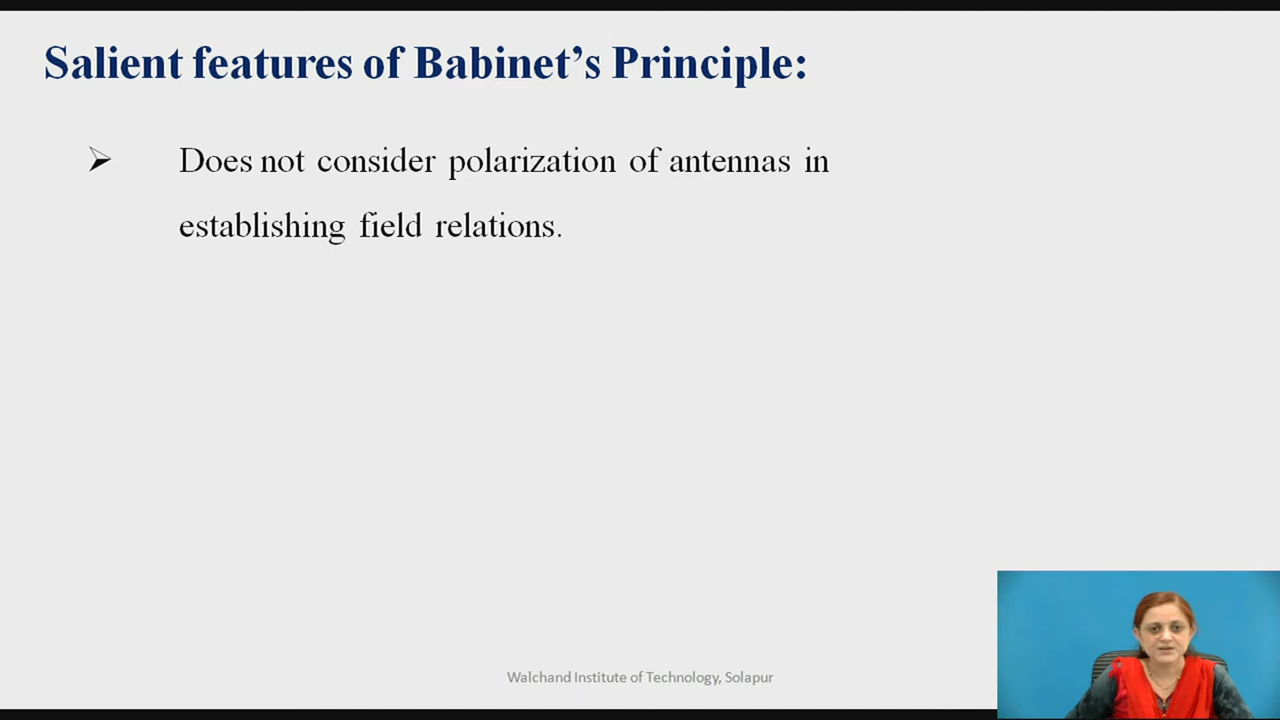 Salient features of Babinet’s Principle:
➢ Does not consider polarization of antennas in
establishing field relations.
Walchand Institute of Technology, Solapur